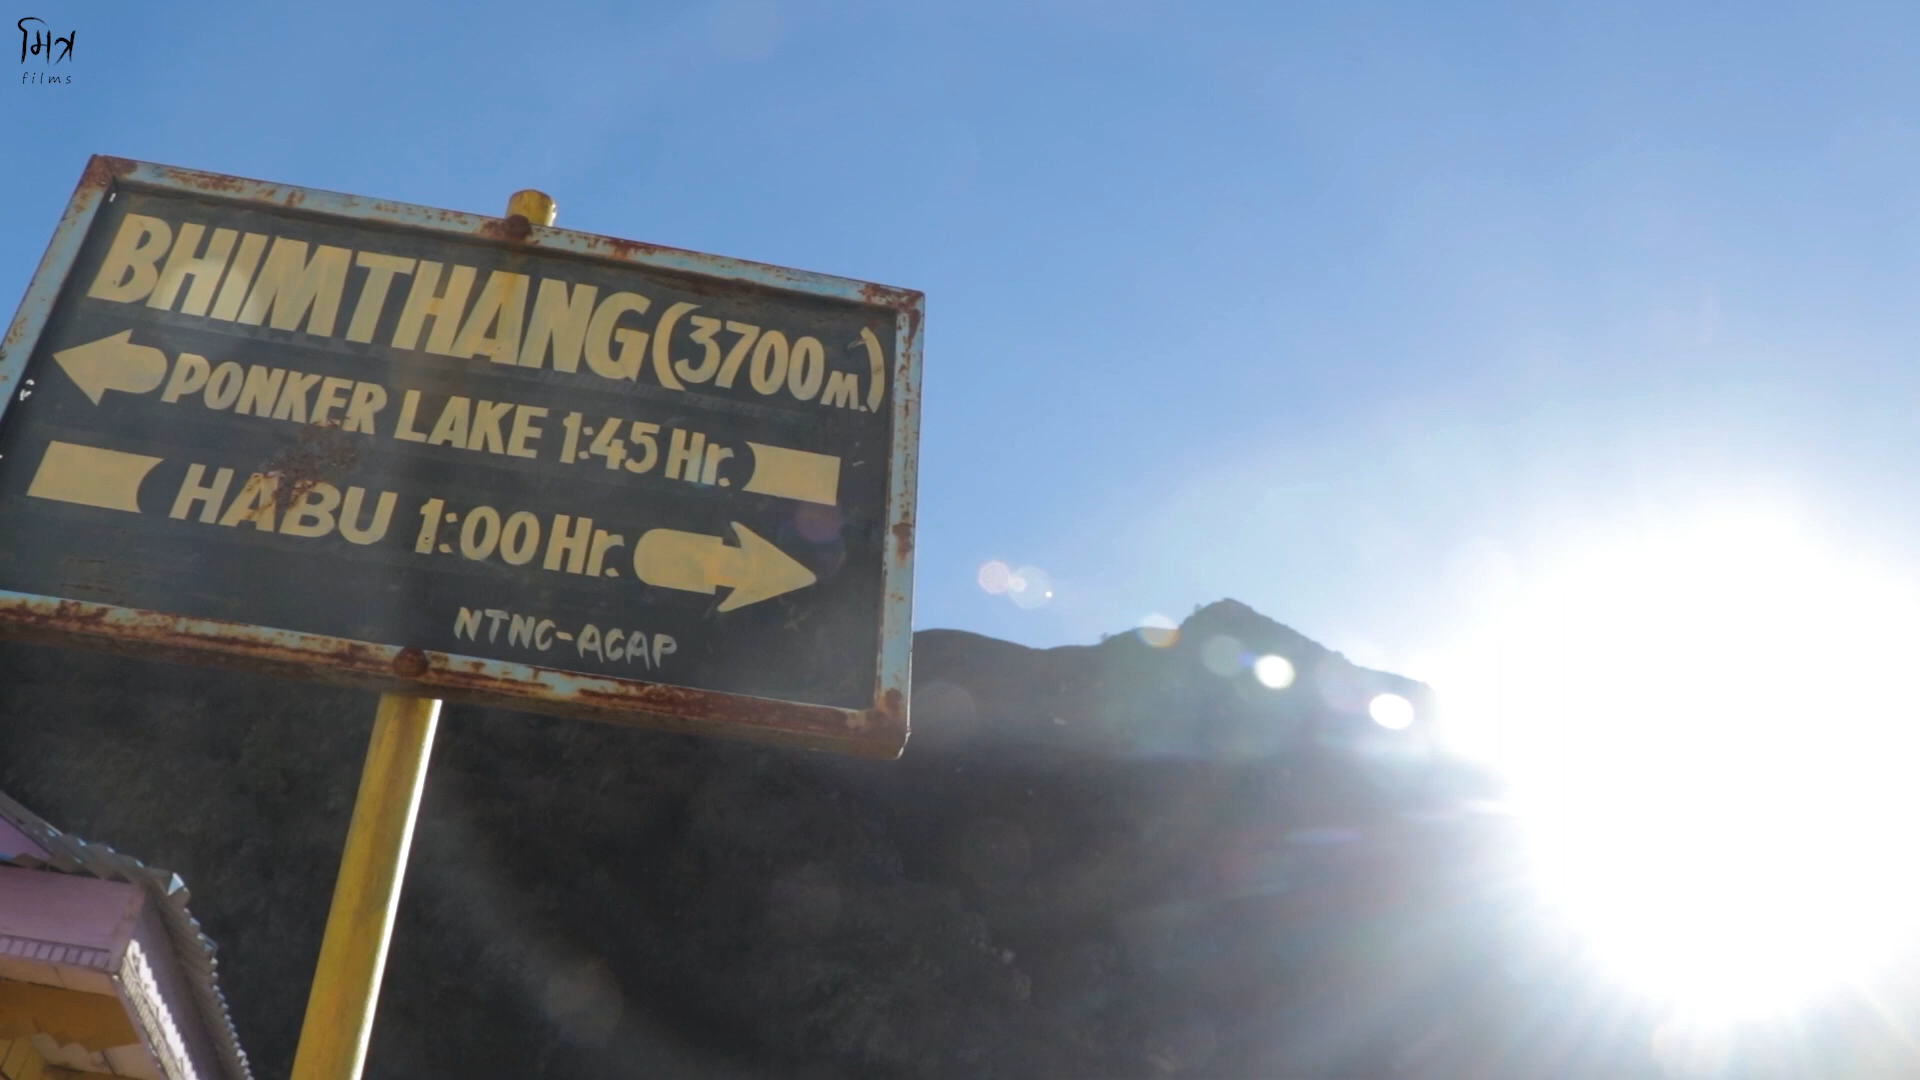 मित्र
films
BHIMTHANG (3700M.)
PONKER LAKE 1:45 Hr.
HABU 1:00 Hr.
NTNC-ACAP